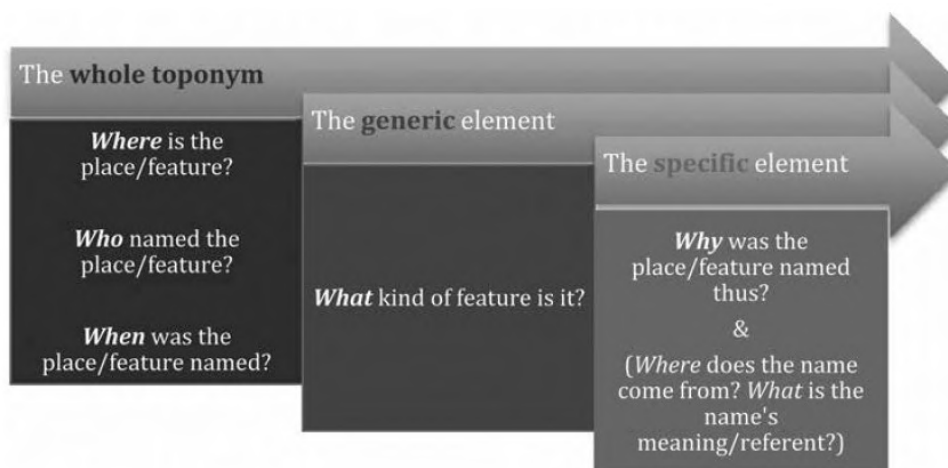 The whole toponym
Where is the
place/feature?
Who named the
place/feature?
When was the
place/feature named?
The generic element
What kind of feature is it?
The specific element
Why was the
place/feature named
thus?
&
(Where does the name
come from? What is the
name's
meaning/referent?)